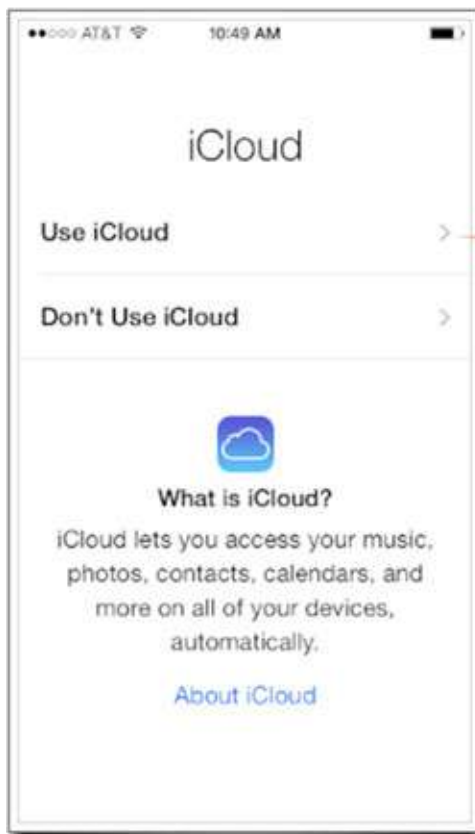 AT&T 10:49 AM
iCloud
Use iCloud
Don't Use iCloud
What is iCloud?
iCloud lets you access your music,
photos, contacts, calendars, and
more on all of your devices,
automatically.
About iCloud